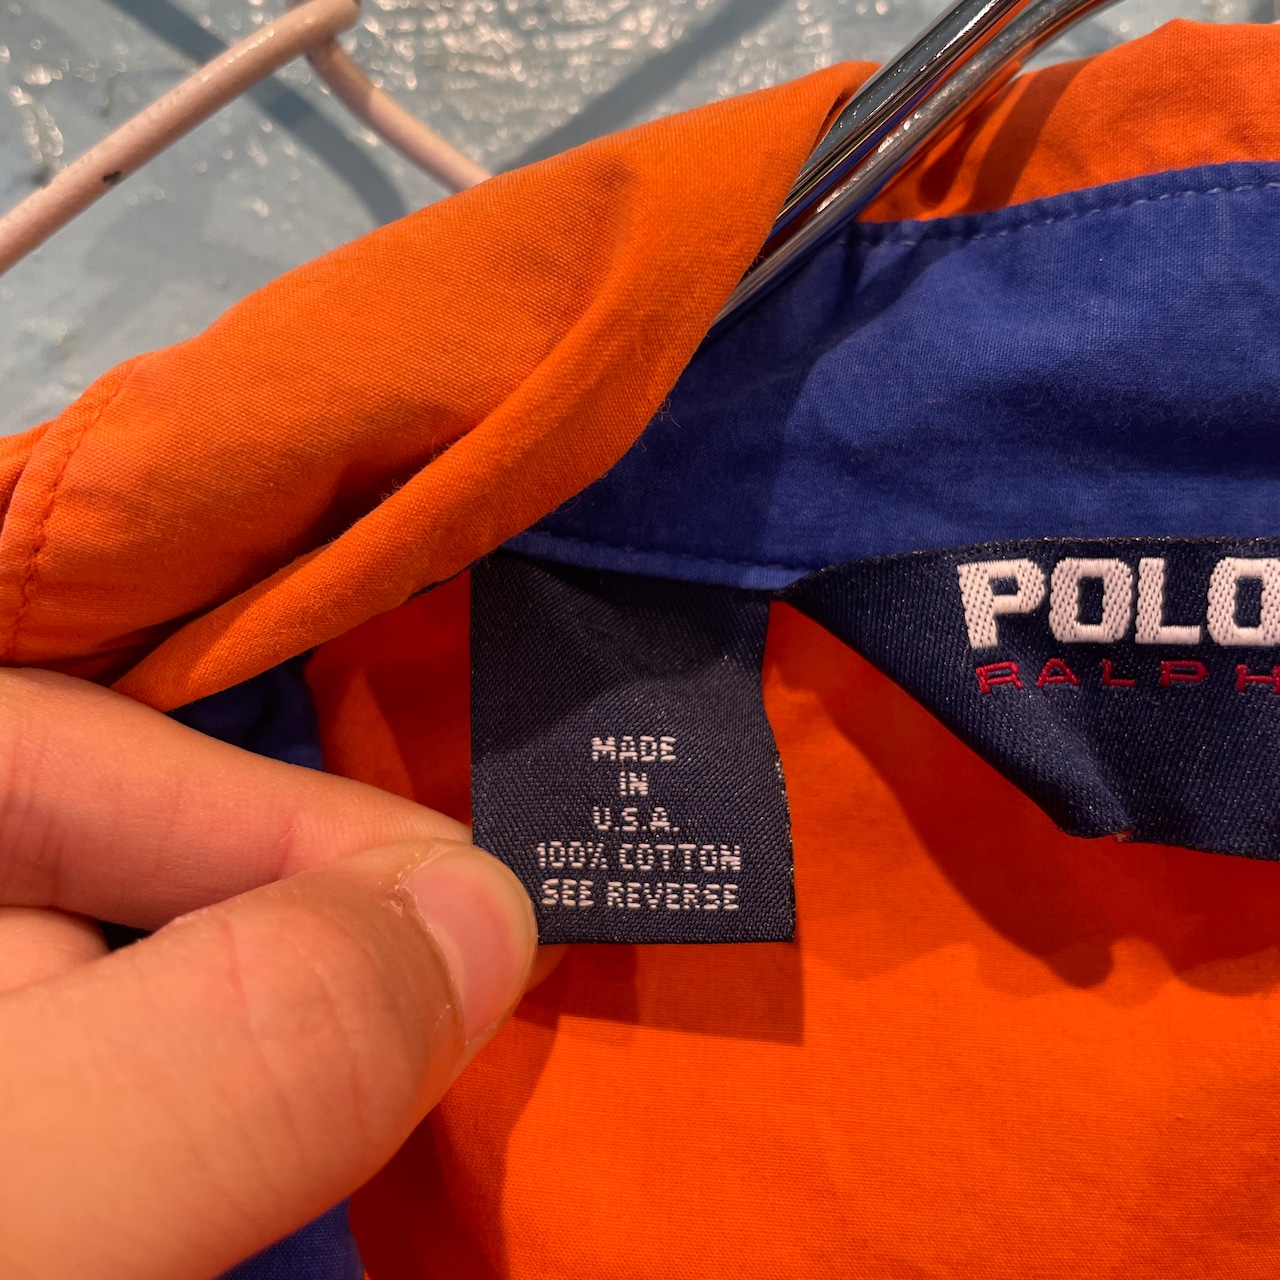 POLO
RALPH
MADE
IN
U.S.A.
100% COTTON
SEE REVERSE